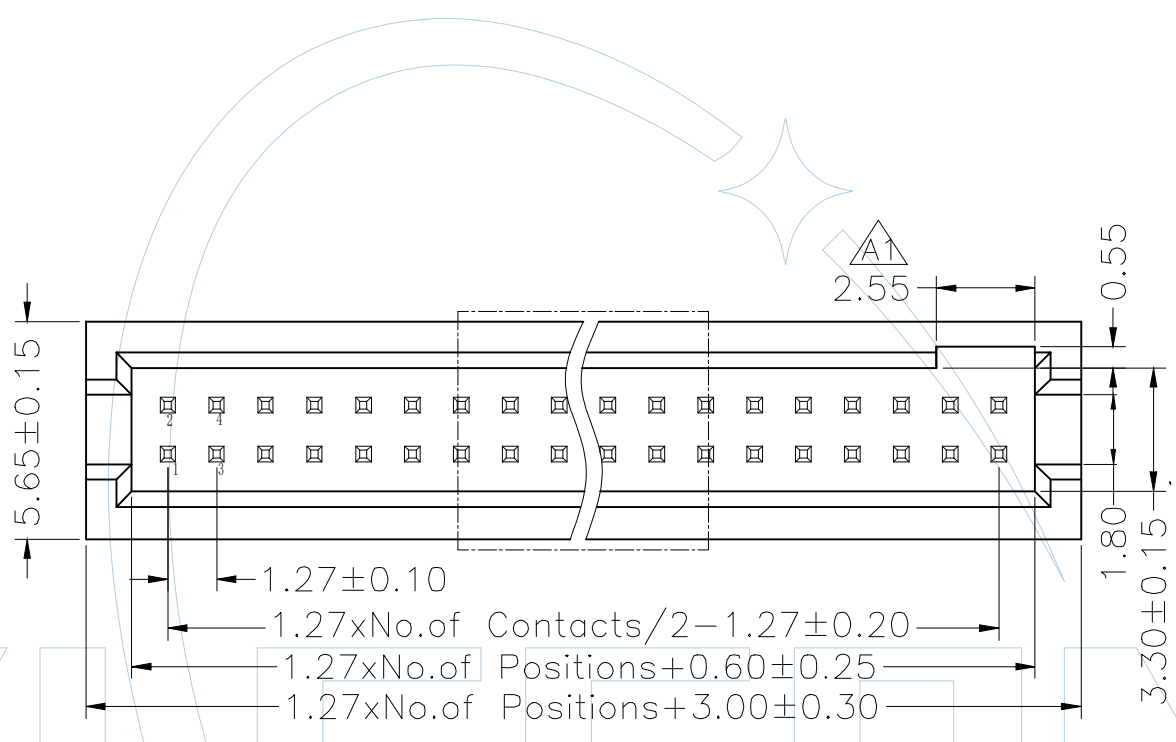 A1
2.55
0.55
5.65±0.15
2
4
1
3
1.80
3.30±0.15
1.27±0.10
1.27xNo.of Contacts/2-1.27±0.20
1.27xNo.of Positions+0.60±0.25
1.27xNo.of Positions+3.00±0.30